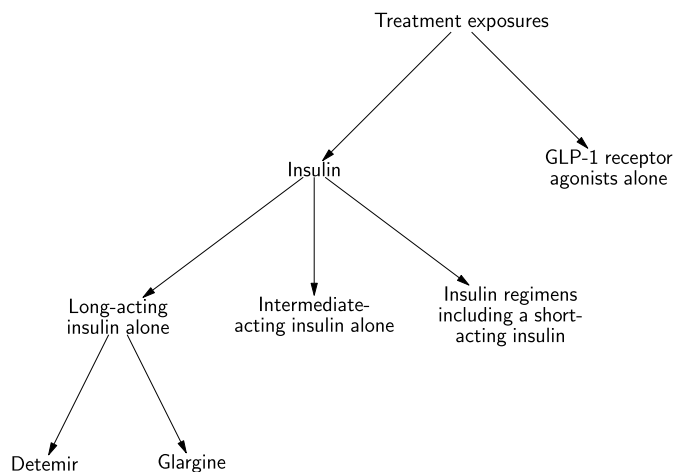 Treatment exposures
Insulin
GLP-1 receptor
agonists alone
Long-acting
insulin alone
Intermediate-
acting insulin alone
Insulin regimens
including a short-
acting insulin
Detemir
Glargine